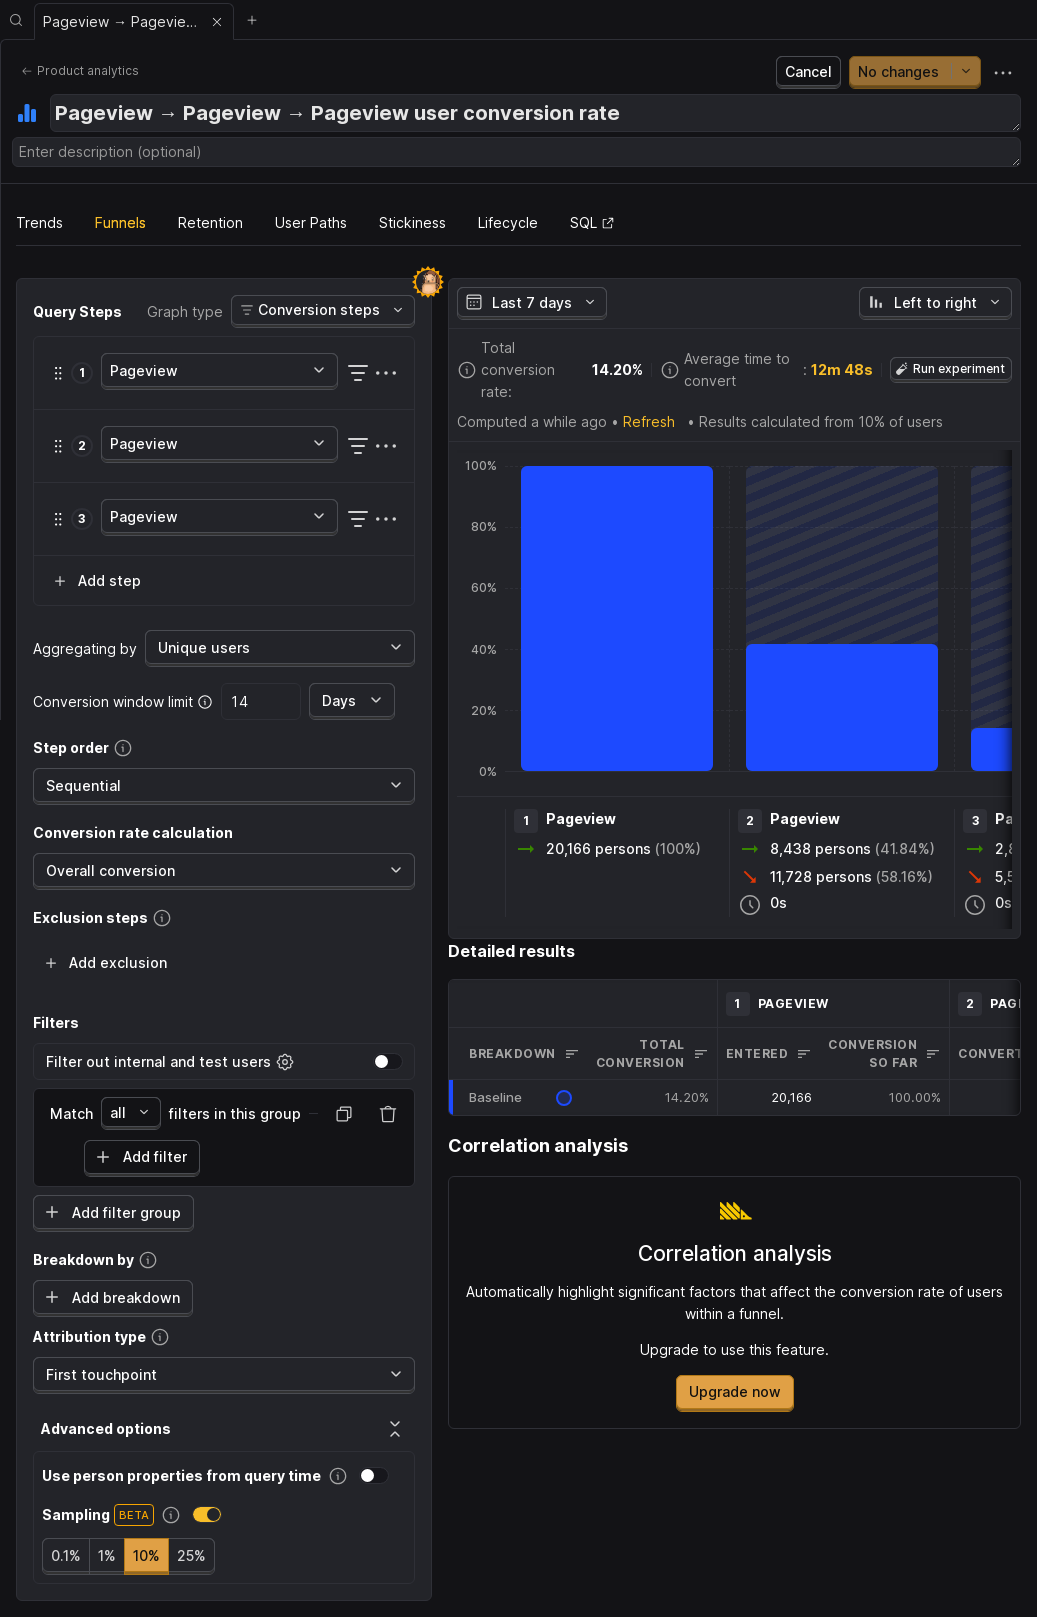 Pageview → Pagevie...
Product analytics
Cancel
No changes
Pageview → Pageview → Pageview user conversion rate
Enter description (optional)
Trends
Funnels
Retention
User Paths
Stickiness
Lifecycle
SQL
Query Steps
Graph type
Conversion steps
1
Pageview
2
Pageview
3
Pageview
Add step
Aggregating by
Unique users
Conversion window limit
14
Days
Step order
Sequential
Conversion rate calculation
Overall conversion
Exclusion steps
Add exclusion
Filters
Filter out internal and test users
Match
all
filters in this group
Add filter
Add filter group
Breakdown by
Add breakdown
Attribution type
First touchpoint
Advanced options
Use person properties from query time
Sampling
BETA
0.1%
1%
10%
25%
Last 7 days
Left to right
Total
conversion
rate:
14.20%
Average time to
convert
: 12m 48s
Run experiment
Computed a while ago • Refresh • Results calculated from 10% of users
100%
80%
60%
40%
20%
0%
1 Pageview
20,166 persons (100%)
2 Pageview
8,438 persons (41.84%)
11,728 persons (58.16%)
0s
3 Pa
2,8
5,5
0s
Detailed results
1 PAGEVIEW
2 PAGE
BREAKDOWN
TOTAL
CONVERSION
ENTERED
CONVERSION
SO FAR
CONVERT
Baseline
14.20%
20,166
100.00%
Correlation analysis
Correlation analysis
Automatically highlight significant factors that affect the conversion rate of users
within a funnel.
Upgrade to use this feature.
Upgrade now